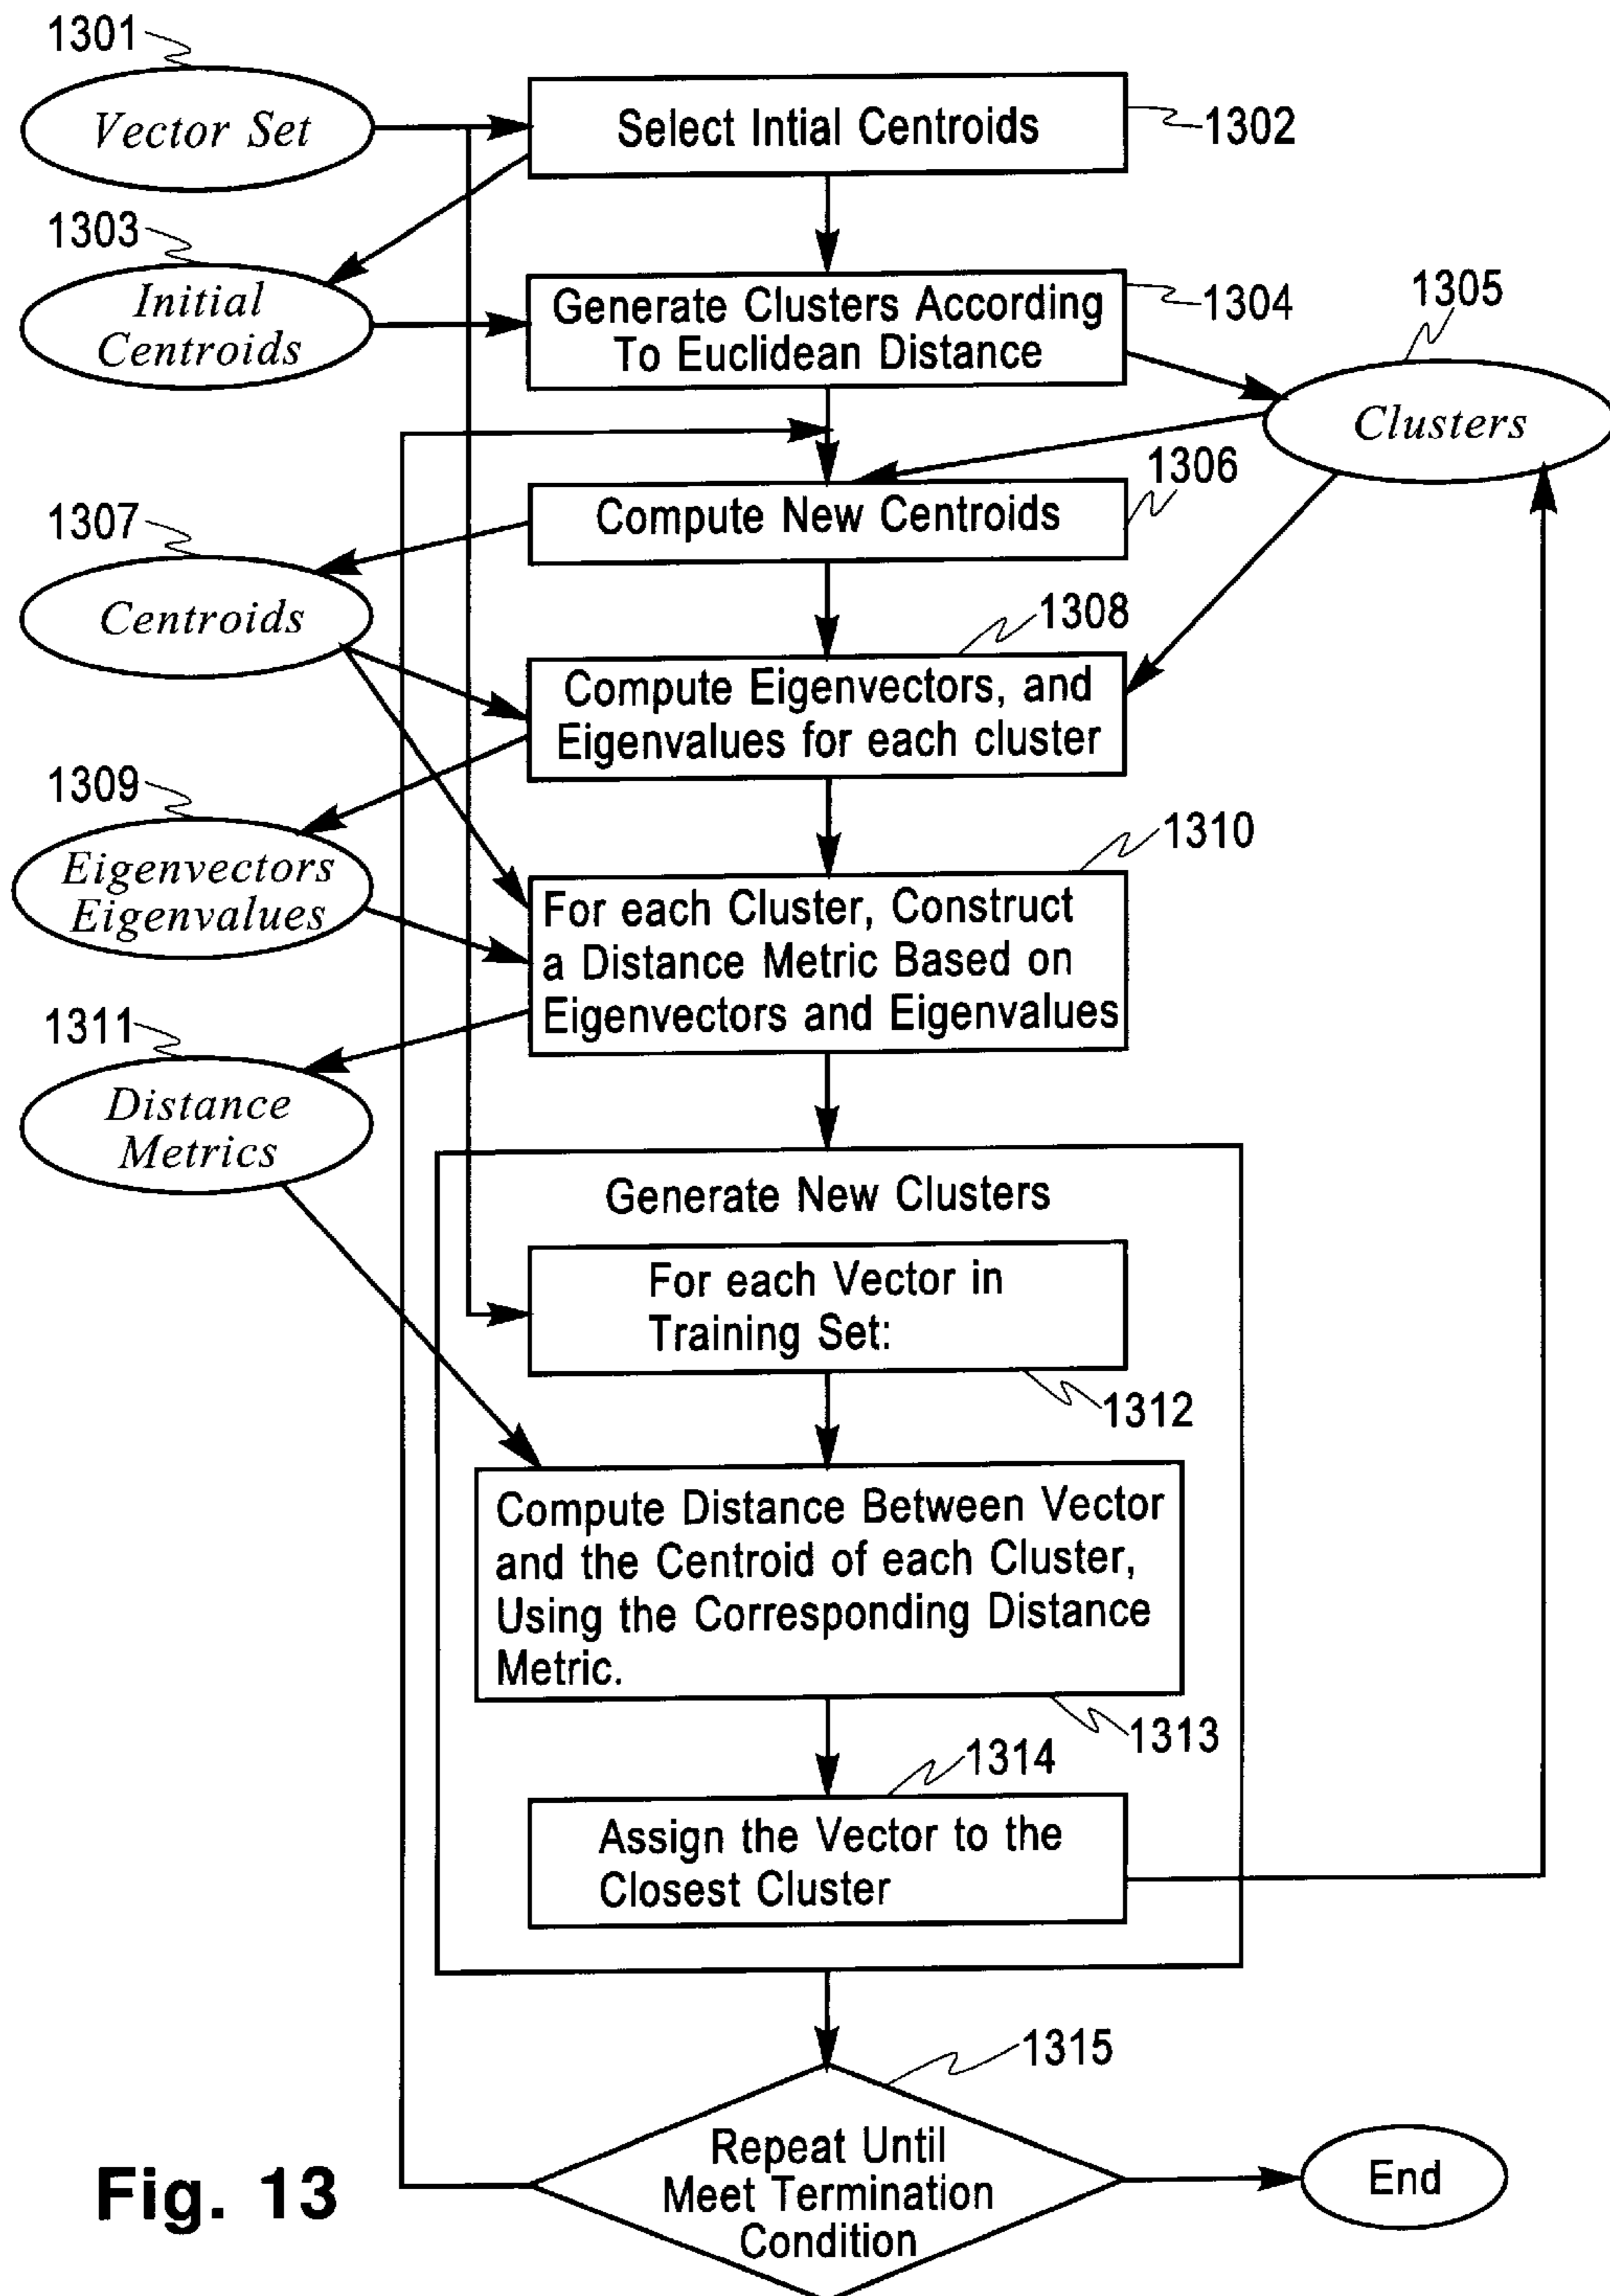 1301
Vector Set
Select Intial Centroids
1302
1303
Initial
Centroids
Generate Clusters According
To Euclidean Distance
1304
1305
Clusters
Compute New Centroids
1306
1307
Centroids
1308
Compute Eigenvectors, and
Eigenvalues for each cluster
1309
Eigenvectors
Eigenvalues
1310
For each Cluster, Construct
a Distance Metric Based on
Eigenvectors and Eigenvalues
1311
Distance
Metrics
Generate New Clusters
For each Vector in
Training Set:
1312
Compute Distance Between Vector
and the Centroid of each Cluster,
Using the Corresponding Distance
Metric.
1313
1314
Assign the Vector to the
Closest Cluster
1315
Repeat Until
Meet Termination
Condition
End
Fig. 13